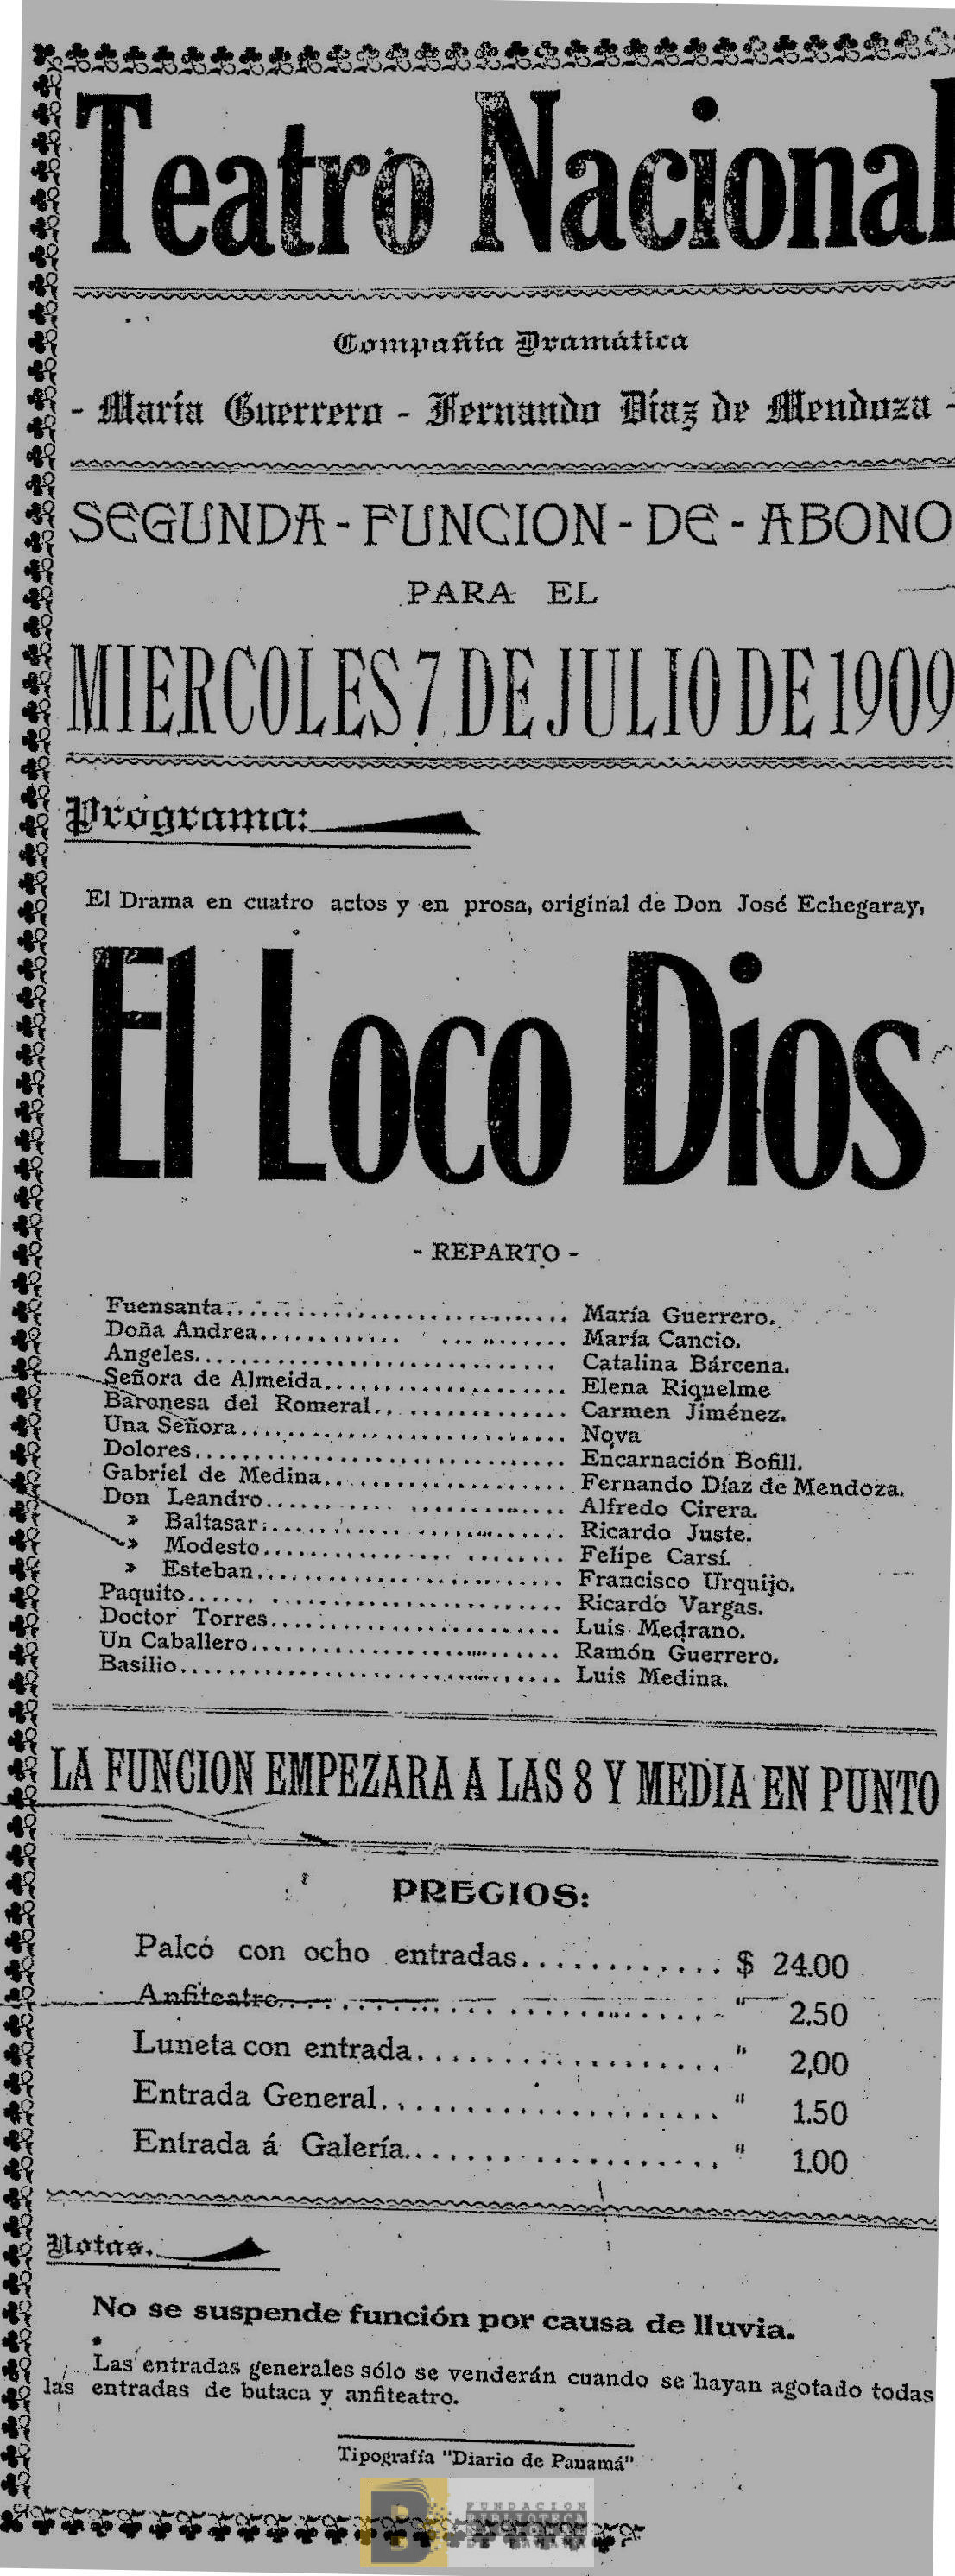 Teatro Nacional
Compañía Dramática
- María Guerrero - Fernando Díaz de Mendoza -
SEGUNDA - FUNCION - DE - ABONO
PARA EL
MIERCOLES 7 DE JULIO DE 1909
Programa:
El Drama en cuatro actos y en prosa, original de Don José Echegaray,
El Loco Dios
- REPARTO -
Fuensanta.............................. María Guerrero.
Doña Andrea.............................. María Cancio.
Angeles.............................. Catalina Bárcena.
Señora de Almeida.............................. Elena Riquelme
Baronesa del Romeral.............................. Carmen Jiménez.
Una Señora.............................. Nova
Dolores.............................. Encarnación Bofill.
Gabriel de Medina.............................. Fernando Díaz de Mendoza.
Don Leandro.............................. Alfredo Cirera.
» Baltasar.............................. Ricardo Juste.
» Modesto.............................. Felipe Carsí.
» Esteban.............................. Francisco Urquijo.
Paquito.............................. Ricardo Vargas.
Doctor Torres.............................. Luis Medrano.
Un Caballero.............................. Ramón Guerrero.
Basilio.............................. Luis Medina.
LA FUNCION EMPEZARA A LAS 8 Y MEDIA EN PUNTO
PRECIOS:
Palco con ocho entradas............ $ 24.00
Anfiteatro.............................. " 2.50
Luneta con entrada.................... " 2,00
Entrada General...................... " 1.50
Entrada á Galería.................... " 1.00
Notas.
No se suspende función por causa de lluvia.
Las entradas generales sólo se venderán cuando se hayan agotado todas
las entradas de butaca y anfiteatro.
Tipografía "Diario de Panamá"
B
FUNDACION
BIBLIOTECA
DE PANAMA